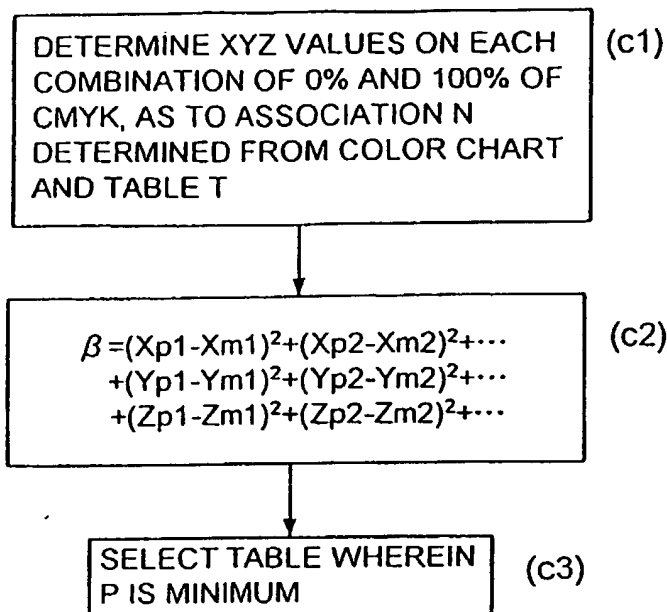 DETERMINE XYZ VALUES ON EACH
COMBINATION OF 0% AND 100% OF
CMYK, AS TO ASSOCIATION N
DETERMINED FROM COLOR CHART
AND TABLE T
(c1)
β=(Xp1-Xm1)²+(Xp2-Xm2)²+···
+(Yp1-Ym1)²+(Yp2-Ym2)²+···
+(Zp1-Zm1)²+(Zp2-Zm2)²+···
(c2)
SELECT TABLE WHEREIN
P IS MINIMUM
(c3)